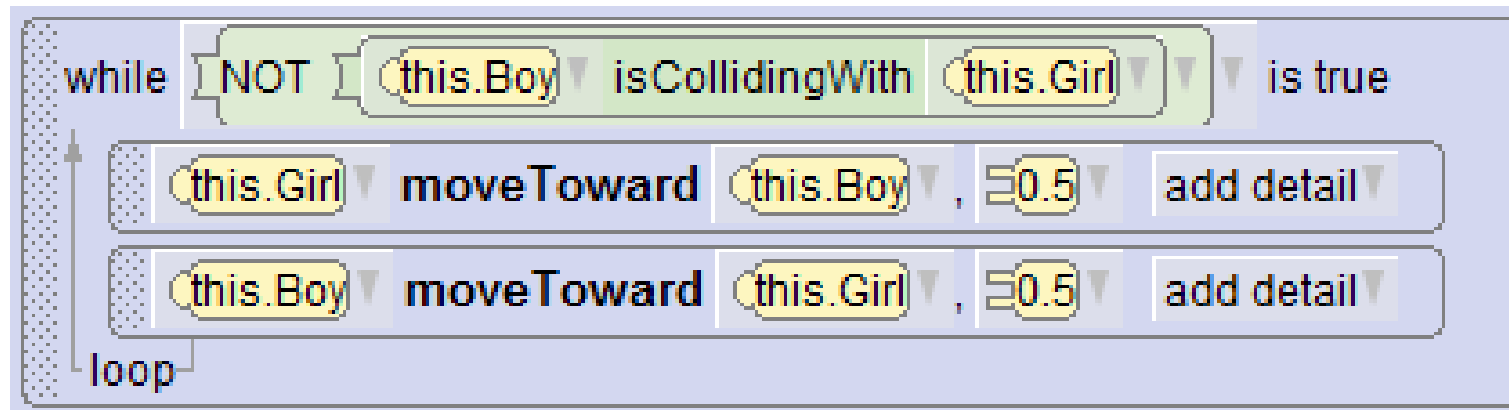 while NOT this.Boy isCollidingWith this.Girl is true
this.Girl moveToward this.Boy , 0.5 add detail
this.Boy moveToward this.Girl , 0.5 add detail
loop